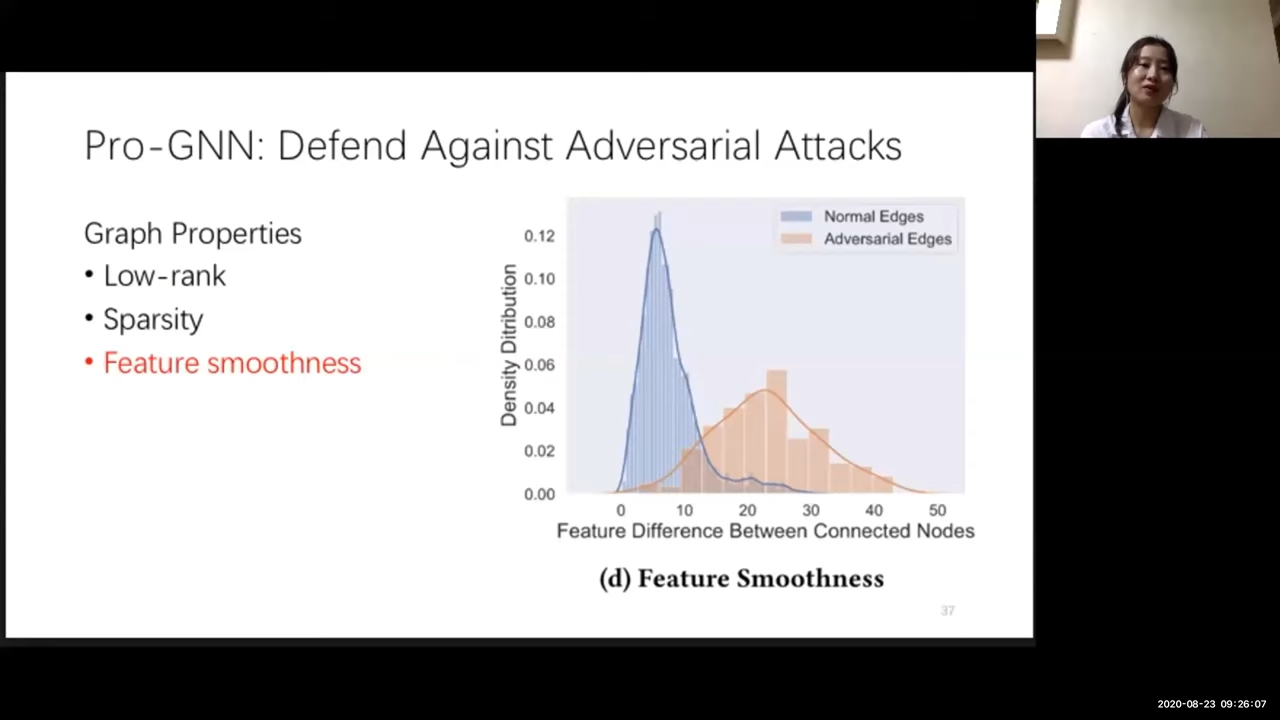 Pro-GNN: Defend Against Adversarial Attacks
Graph Properties
• Low-rank
• Sparsity
• Feature smoothness
Normal Edges
Adversarial Edges
Density Ditribution
0.12
0.10
0.08
0.06
0.04
0.02
0.00
0 10 20 30 40 50
Feature Difference Between Connected Nodes
(d) Feature Smoothness
37
2020-08-23 09:26:07